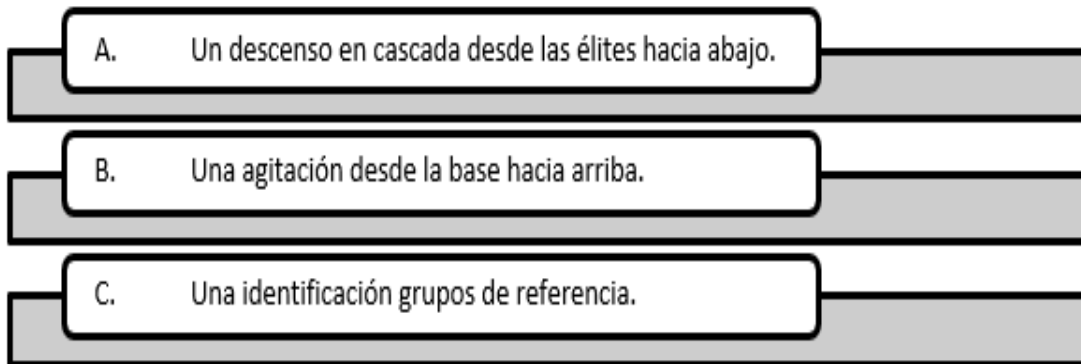 A. Un descenso en cascada desde las élites hacia abajo.
B. Una agitación desde la base hacia arriba.
C. Una identificación grupos de referencia.